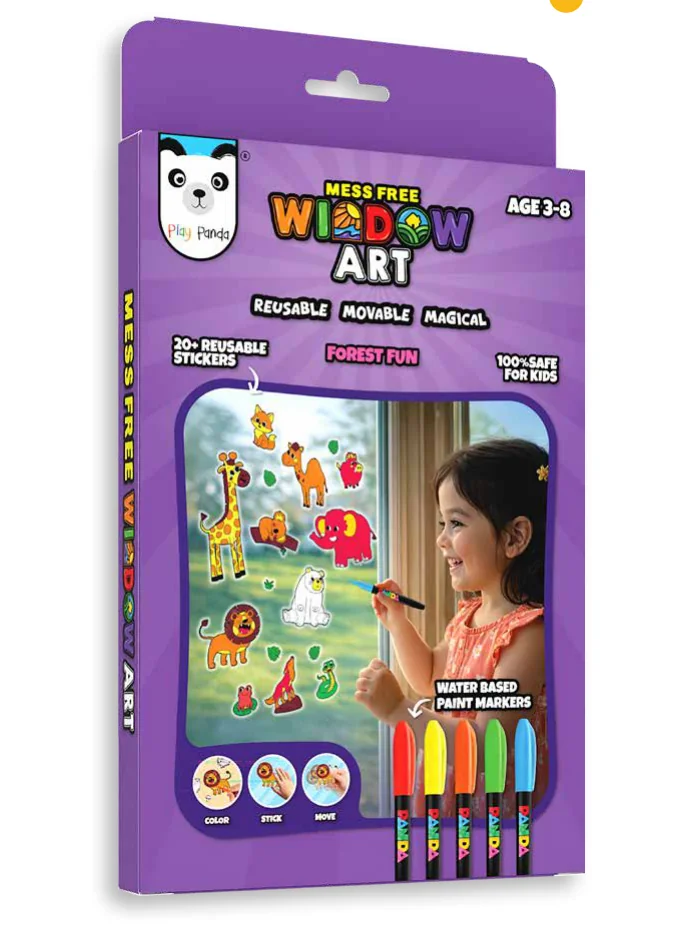 Play Panda
®
MESS FREE
WINDOW
ART
AGE 3-8
REUSABLE MOVABLE MAGICAL
20+ REUSABLE
STICKERS
FOREST FUN
100% SAFE
FOR KIDS
WATER BASED
PAINT MARKERS
COLOR
STICK
MOVE
PANDA
PANDA
PANDA
PANDA
PANDA
MESS FREE WINDOW ART